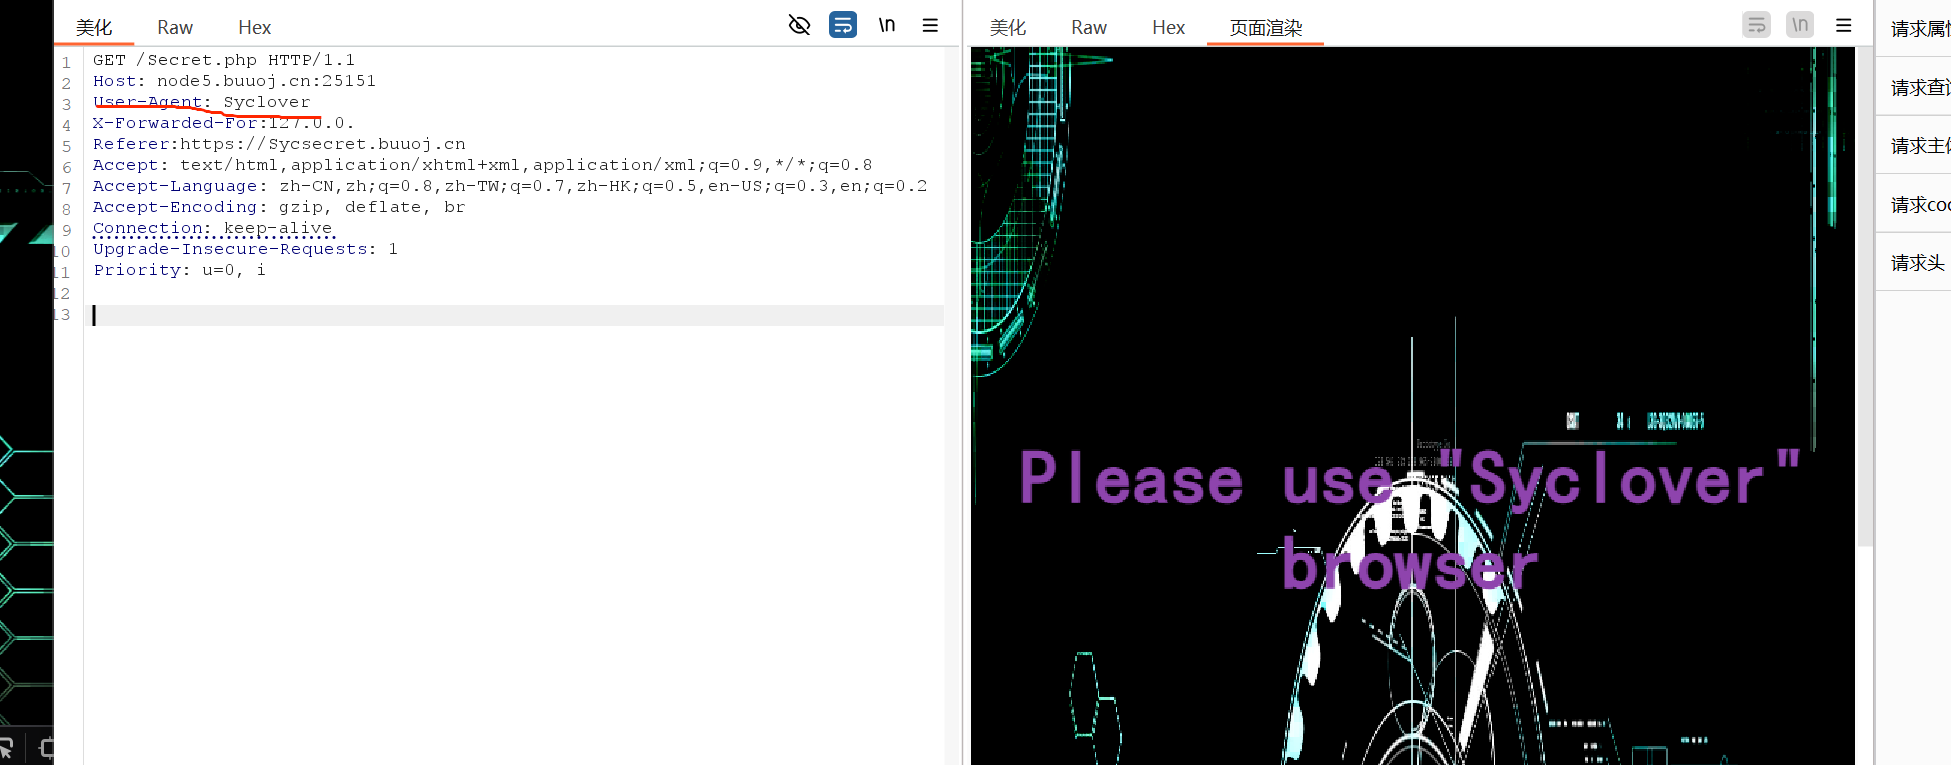 美化 Raw Hex \n
1 GET /Secret.php HTTP/1.1
2 Host: node5.buuoj.cn:25151
3 User-Agent: Syclover
4 X-Forwarded-For:127.0.0.
5 Referer:https://Sycsecret.buuoj.cn
6 Accept: text/html,application/xhtml+xml,application/xml;q=0.9,*/*;q=0.8
7 Accept-Language: zh-CN,zh;q=0.8,zh-TW;q=0.7,zh-HK;q=0.5,en-US;q=0.3,en;q=0.2
8 Accept-Encoding: gzip, deflate, br
9 Connection: keep-alive
10 Upgrade-Insecure-Requests: 1
11 Priority: u=0, i
12
13
美化 Raw Hex 页面渲染 \n
Please use "Syclover"
browser
请求属
请求查
请求主
请求coo
请求头